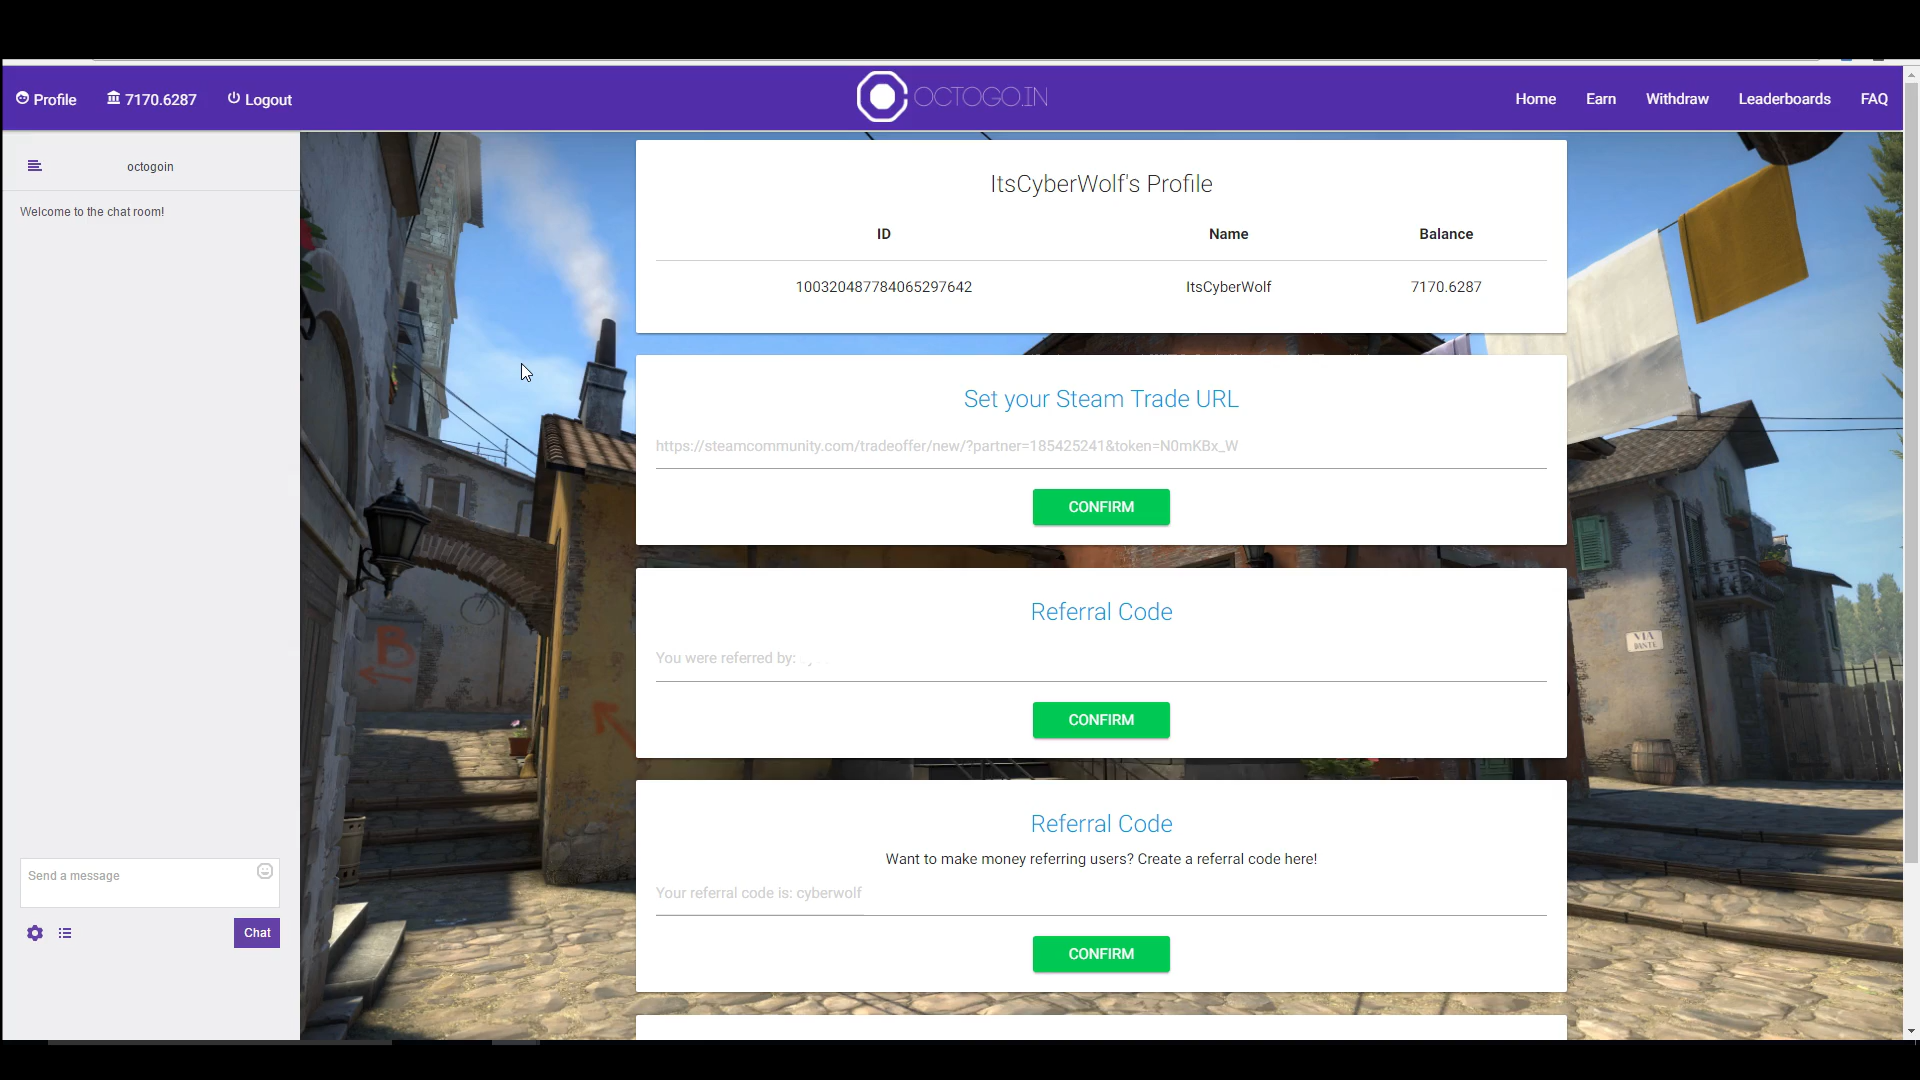 Profile
7170.6287
Logout
OCTOGO.IN
Home
Earn
Withdraw
Leaderboards
FAQ
octogoin
Welcome to the chat room!
ItsCyberWolf's Profile
ID Name Balance
100320487784065297642 ItsCyberWolf 7170.6287
Set your Steam Trade URL
https://steamcommunity.com/tradeoffer/new/?partner=185425241&token=N0mKBx_W
CONFIRM
Referral Code
You were referred by:
CONFIRM
Referral Code
Want to make money referring users? Create a referral code here!
Your referral code is: cyberwolf
CONFIRM
Send a message
Chat
B
VIA
DANTE